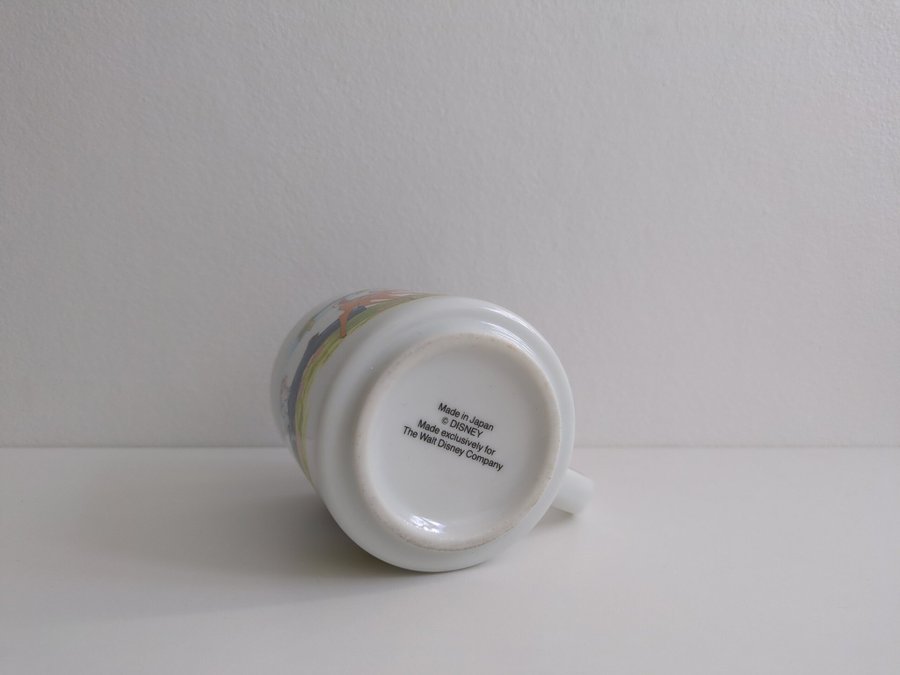 Made in Japan
© DISNEY
Made exclusively for
The Walt Disney Company